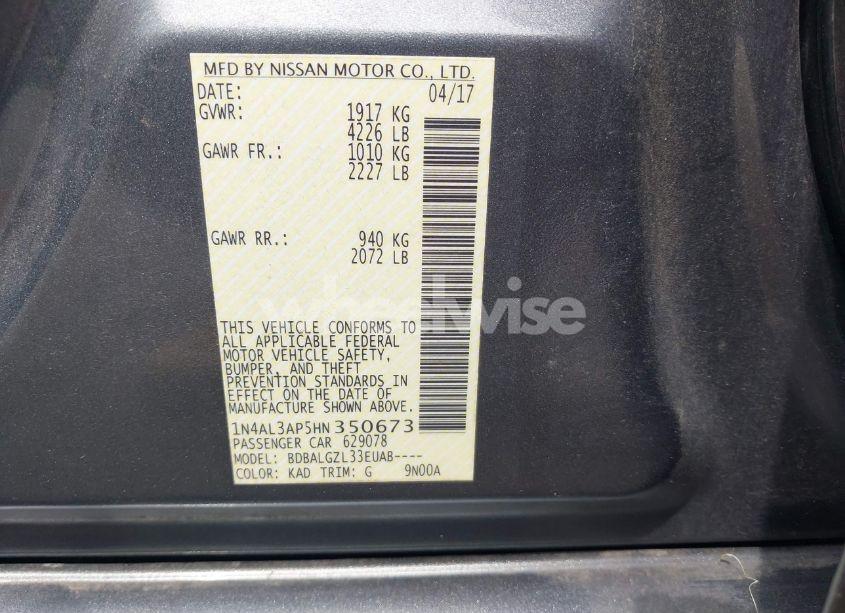 MFD BY NISSAN MOTOR CO., LTD.
DATE: 04/17
GVWR: 1917 KG
4226 LB
GAWR FR.: 1010 KG
2227 LB
GAWR RR.: 940 KG
2072 LB
wheelwise
THIS VEHICLE CONFORMS TO
ALL APPLICABLE FEDERAL
MOTOR VEHICLE SAFETY,
BUMPER, AND THEFT
PREVENTION STANDARDS IN
EFFECT ON THE DATE OF
MANUFACTURE SHOWN ABOVE.
1N4AL3AP5HN350673
PASSENGER CAR 629078
MODEL: BDBALGZL33EUAB----
COLOR: KAD TRIM: G 9N00A